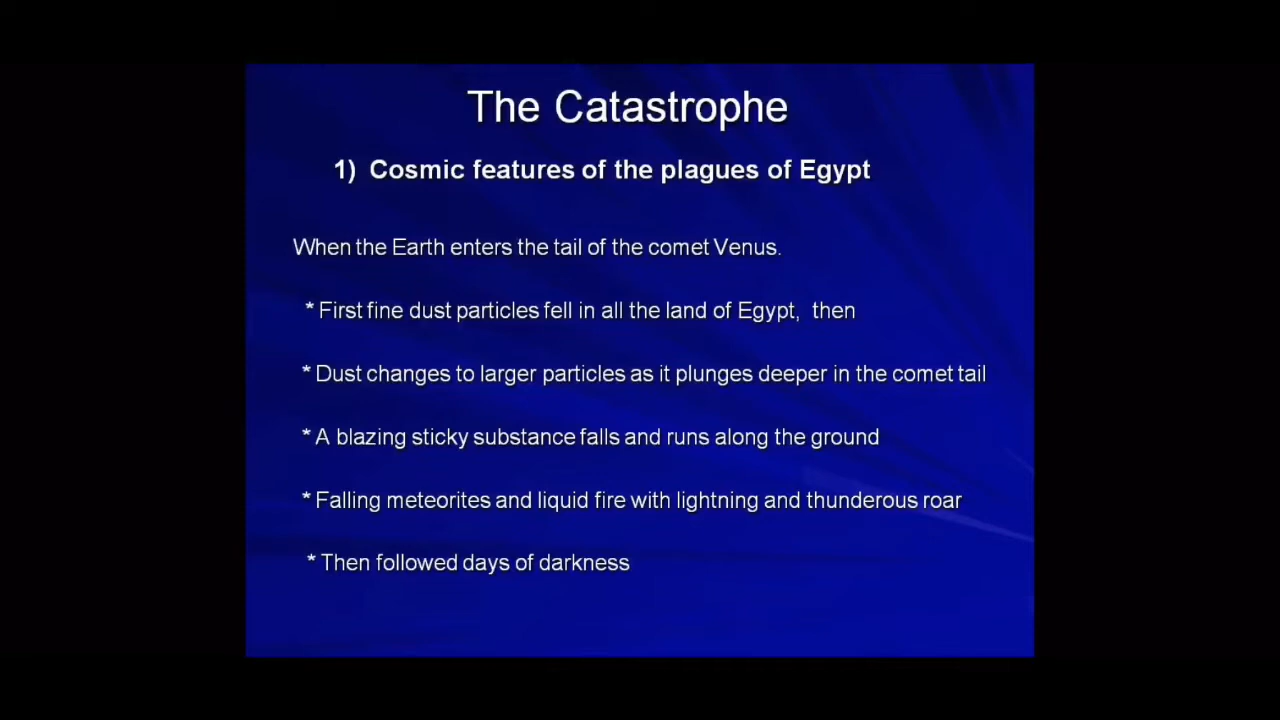 The Catastrophe
1) Cosmic features of the plagues of Egypt
When the Earth enters the tail of the comet Venus.
* First fine dust particles fell in all the land of Egypt, then
* Dust changes to larger particles as it plunges deeper in the comet tail
* A blazing sticky substance falls and runs along the ground
* Falling meteorites and liquid fire with lightning and thunderous roar
* Then followed days of darkness